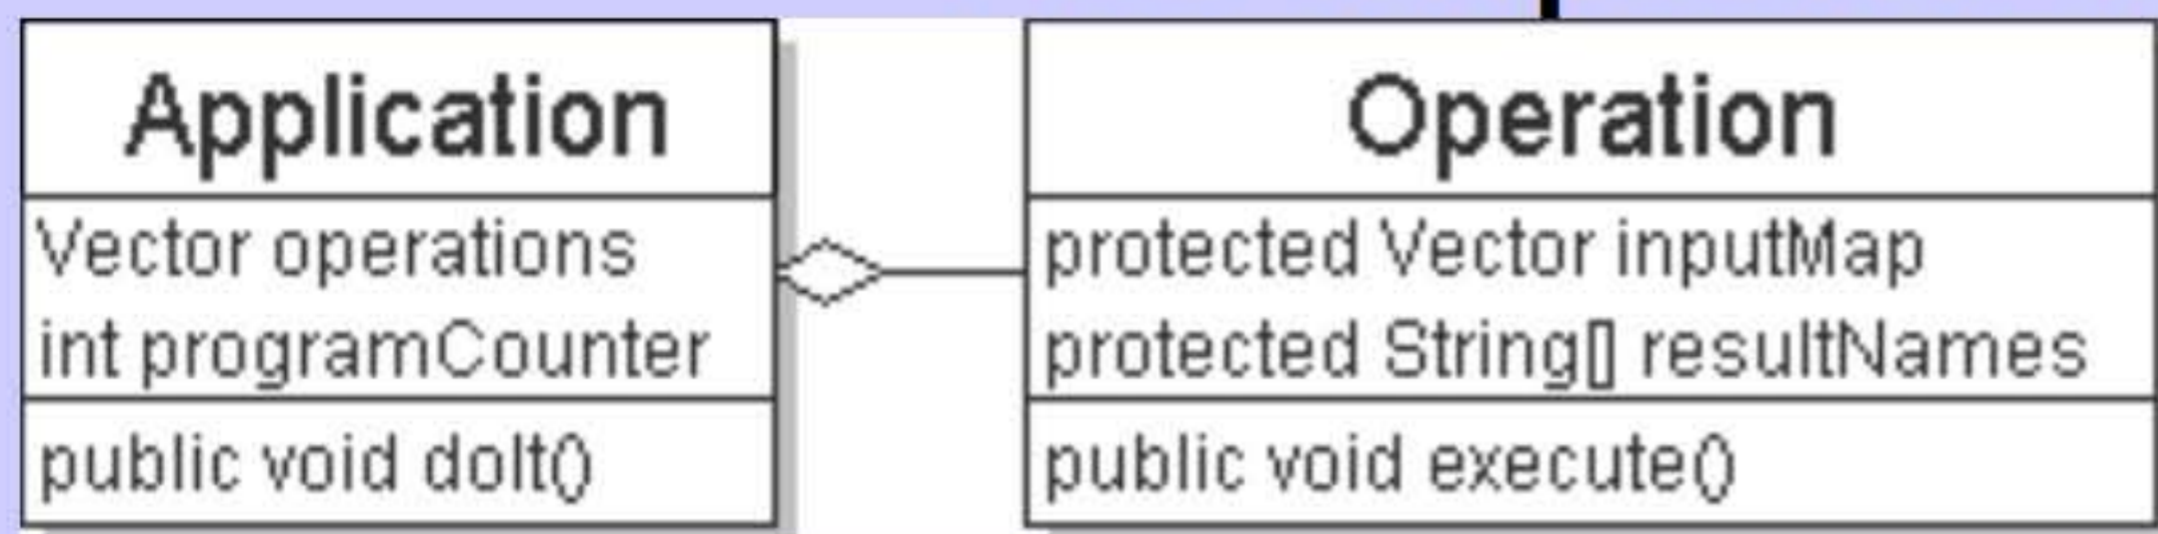 Application
Vector operations
int programCounter
public void doIt()
Operation
protected Vector inputMap
protected String[] resultNames
public void execute()